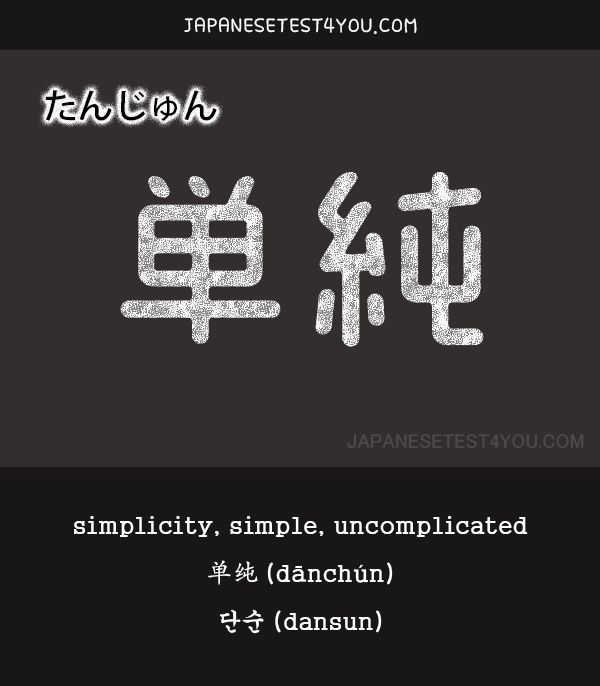 JAPANESETEST4YOU.COM
たんじゅん
単純
JAPANESETEST4YOU.COM
simplicity, simple, uncomplicated
单纯 (dānchún)
단순 (dansun)